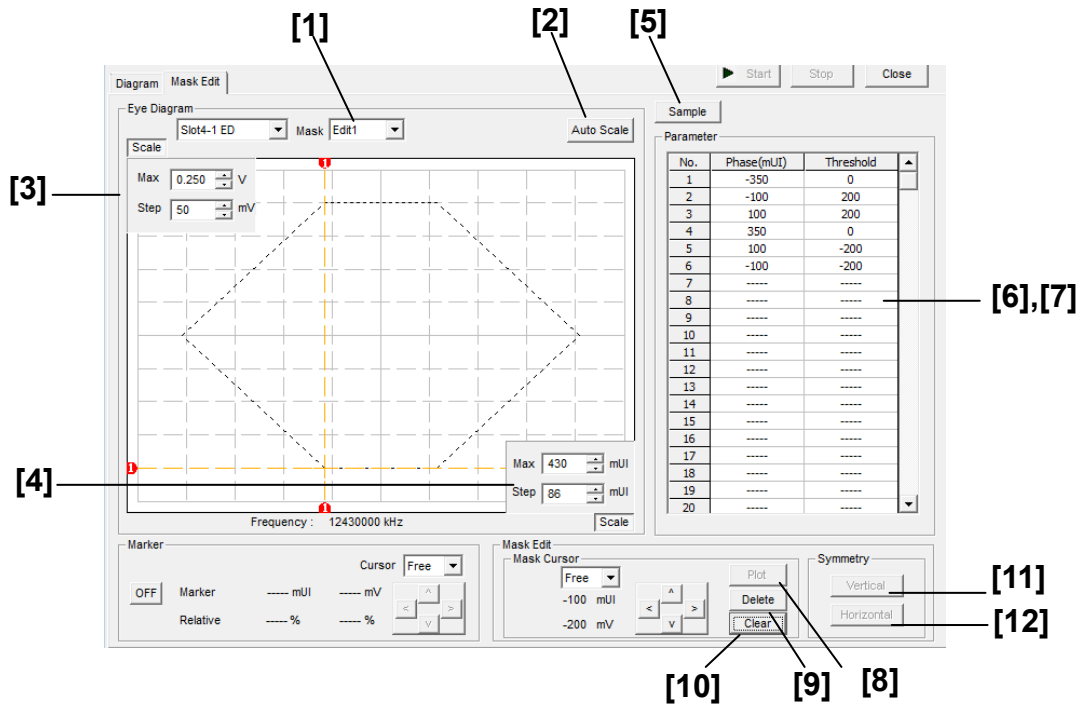 [1]
[2]
[5]
Diagram Mask Edit
Start Stop Close
Eye Diagram
Slot4-1 ED Mask Edit1 Auto Scale
Sample
Scale
Max 0.250 V
Step 50 mV
[3]
1
1
1
Max 430 mUI
Step 86 mUI
[4]
Frequency : 12430000 kHz
Scale
Parameter
No. Phase(mUI) Threshold
1 -350 0
2 -100 200
3 100 200
4 350 0
5 100 -200
6 -100 -200
7 ----- -----
8 ----- -----
9 ----- -----
10 ----- -----
11 ----- -----
12 ----- -----
13 ----- -----
14 ----- -----
15 ----- -----
16 ----- -----
17 ----- -----
18 ----- -----
19 ----- -----
20 ----- -----
[6],[7]
Marker
Cursor Free
OFF Marker ----- mUI ----- mV
Relative ----- % ----- %
^
< >
v
Mask Edit
Mask Cursor
Free
-100 mUI
-200 mV
^
< >
v
Plot
Delete
Clear
Symmetry
Vertical
Horizontal
[11]
[12]
[10]
[9]
[8]